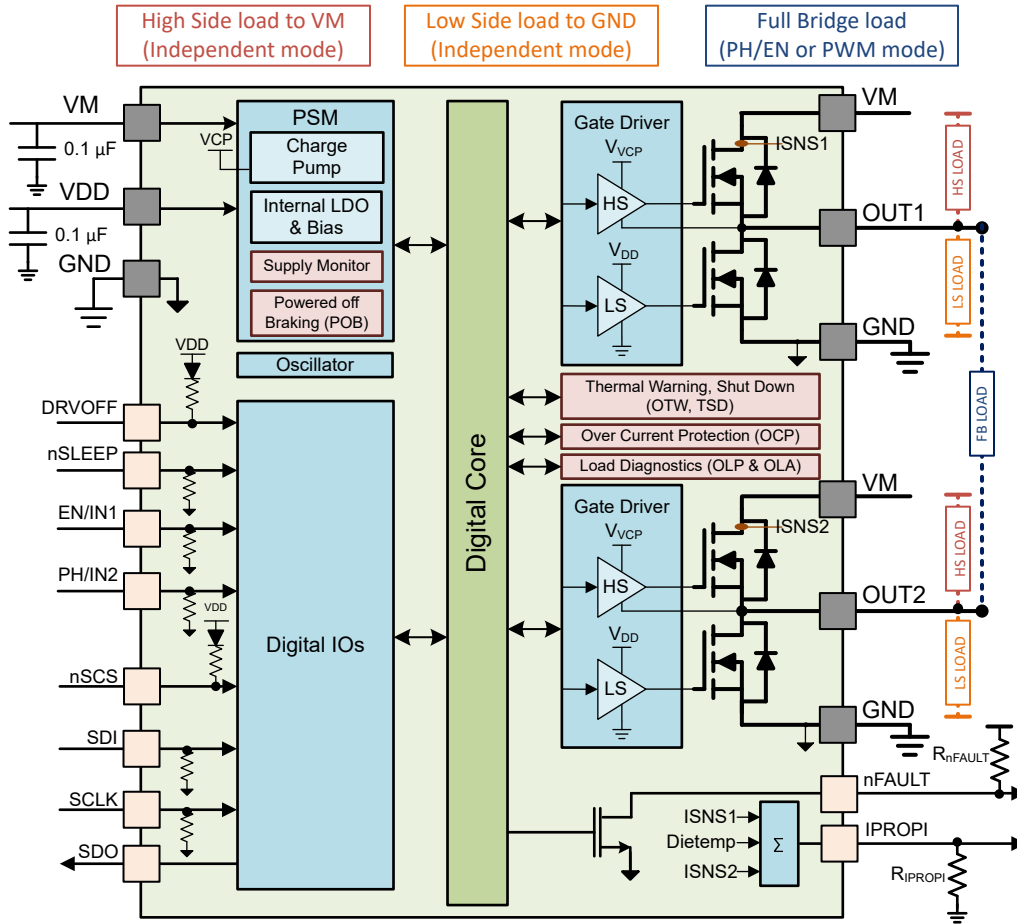 High Side load to VM
(Independent mode)
Low Side load to GND
(Independent mode)
Full Bridge load
(PH/EN or PWM mode)
VM
0.1 µF
VDD
0.1 µF
GND
PSM
VCP
Charge
Pump
Internal LDO
& Bias
Supply Monitor
Powered off
Braking (POB)
Oscillator
VDD
DRVOFF
nSLEEP
EN/IN1
PH/IN2
VDD
nSCS
SDI
SCLK
SDO
Digital IOs
Digital Core
Gate Driver
VVCP
HS
VDD
LS
ISNS1
VM
OUT1
GND
HS LOAD
LS LOAD
FB LOAD
Thermal Warning, Shut Down
(OTW, TSD)
Over Current Protection (OCP)
Load Diagnostics (OLP & OLA)
Gate Driver
VVCP
HS
VDD
LS
ISNS2
VM
OUT2
GND
HS LOAD
LS LOAD
RnFAULT
nFAULT
ISNS1
Dietemp
ISNS2
Σ
IPROPI
RIPROPI